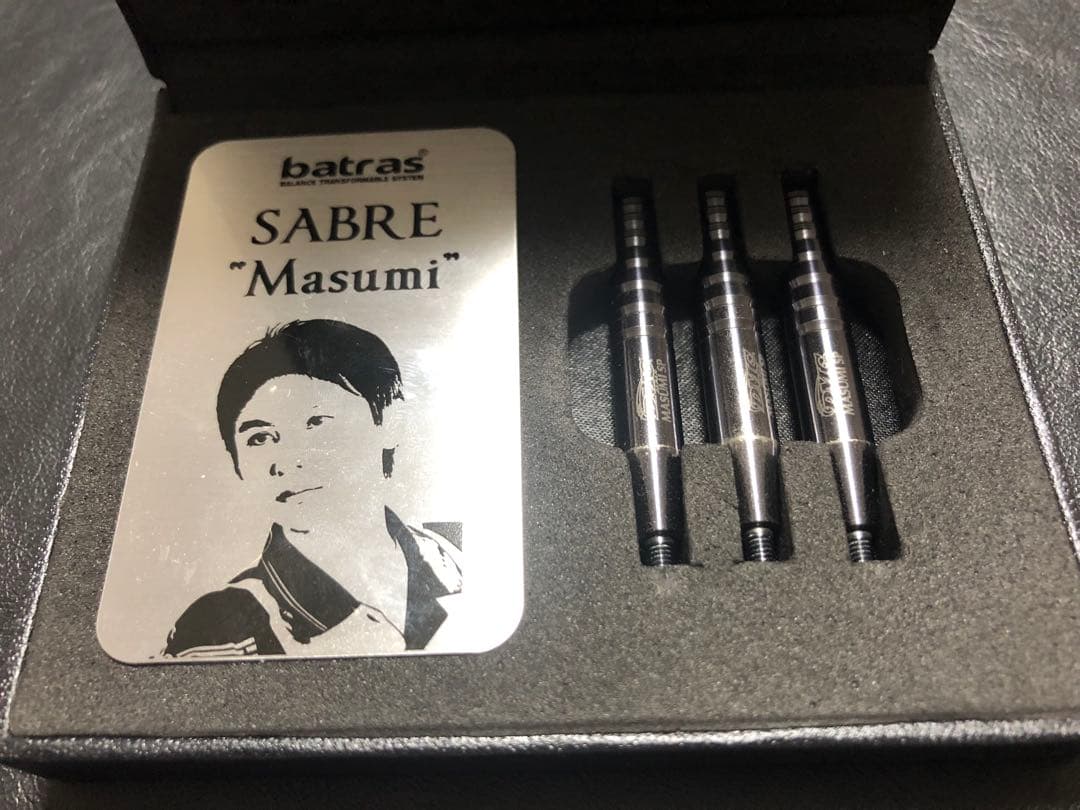 batras®
BALANCE TRANSFORMABLE SYSTEM
SABRE
"Masumi"
MASUMI SP
MASUMI SP